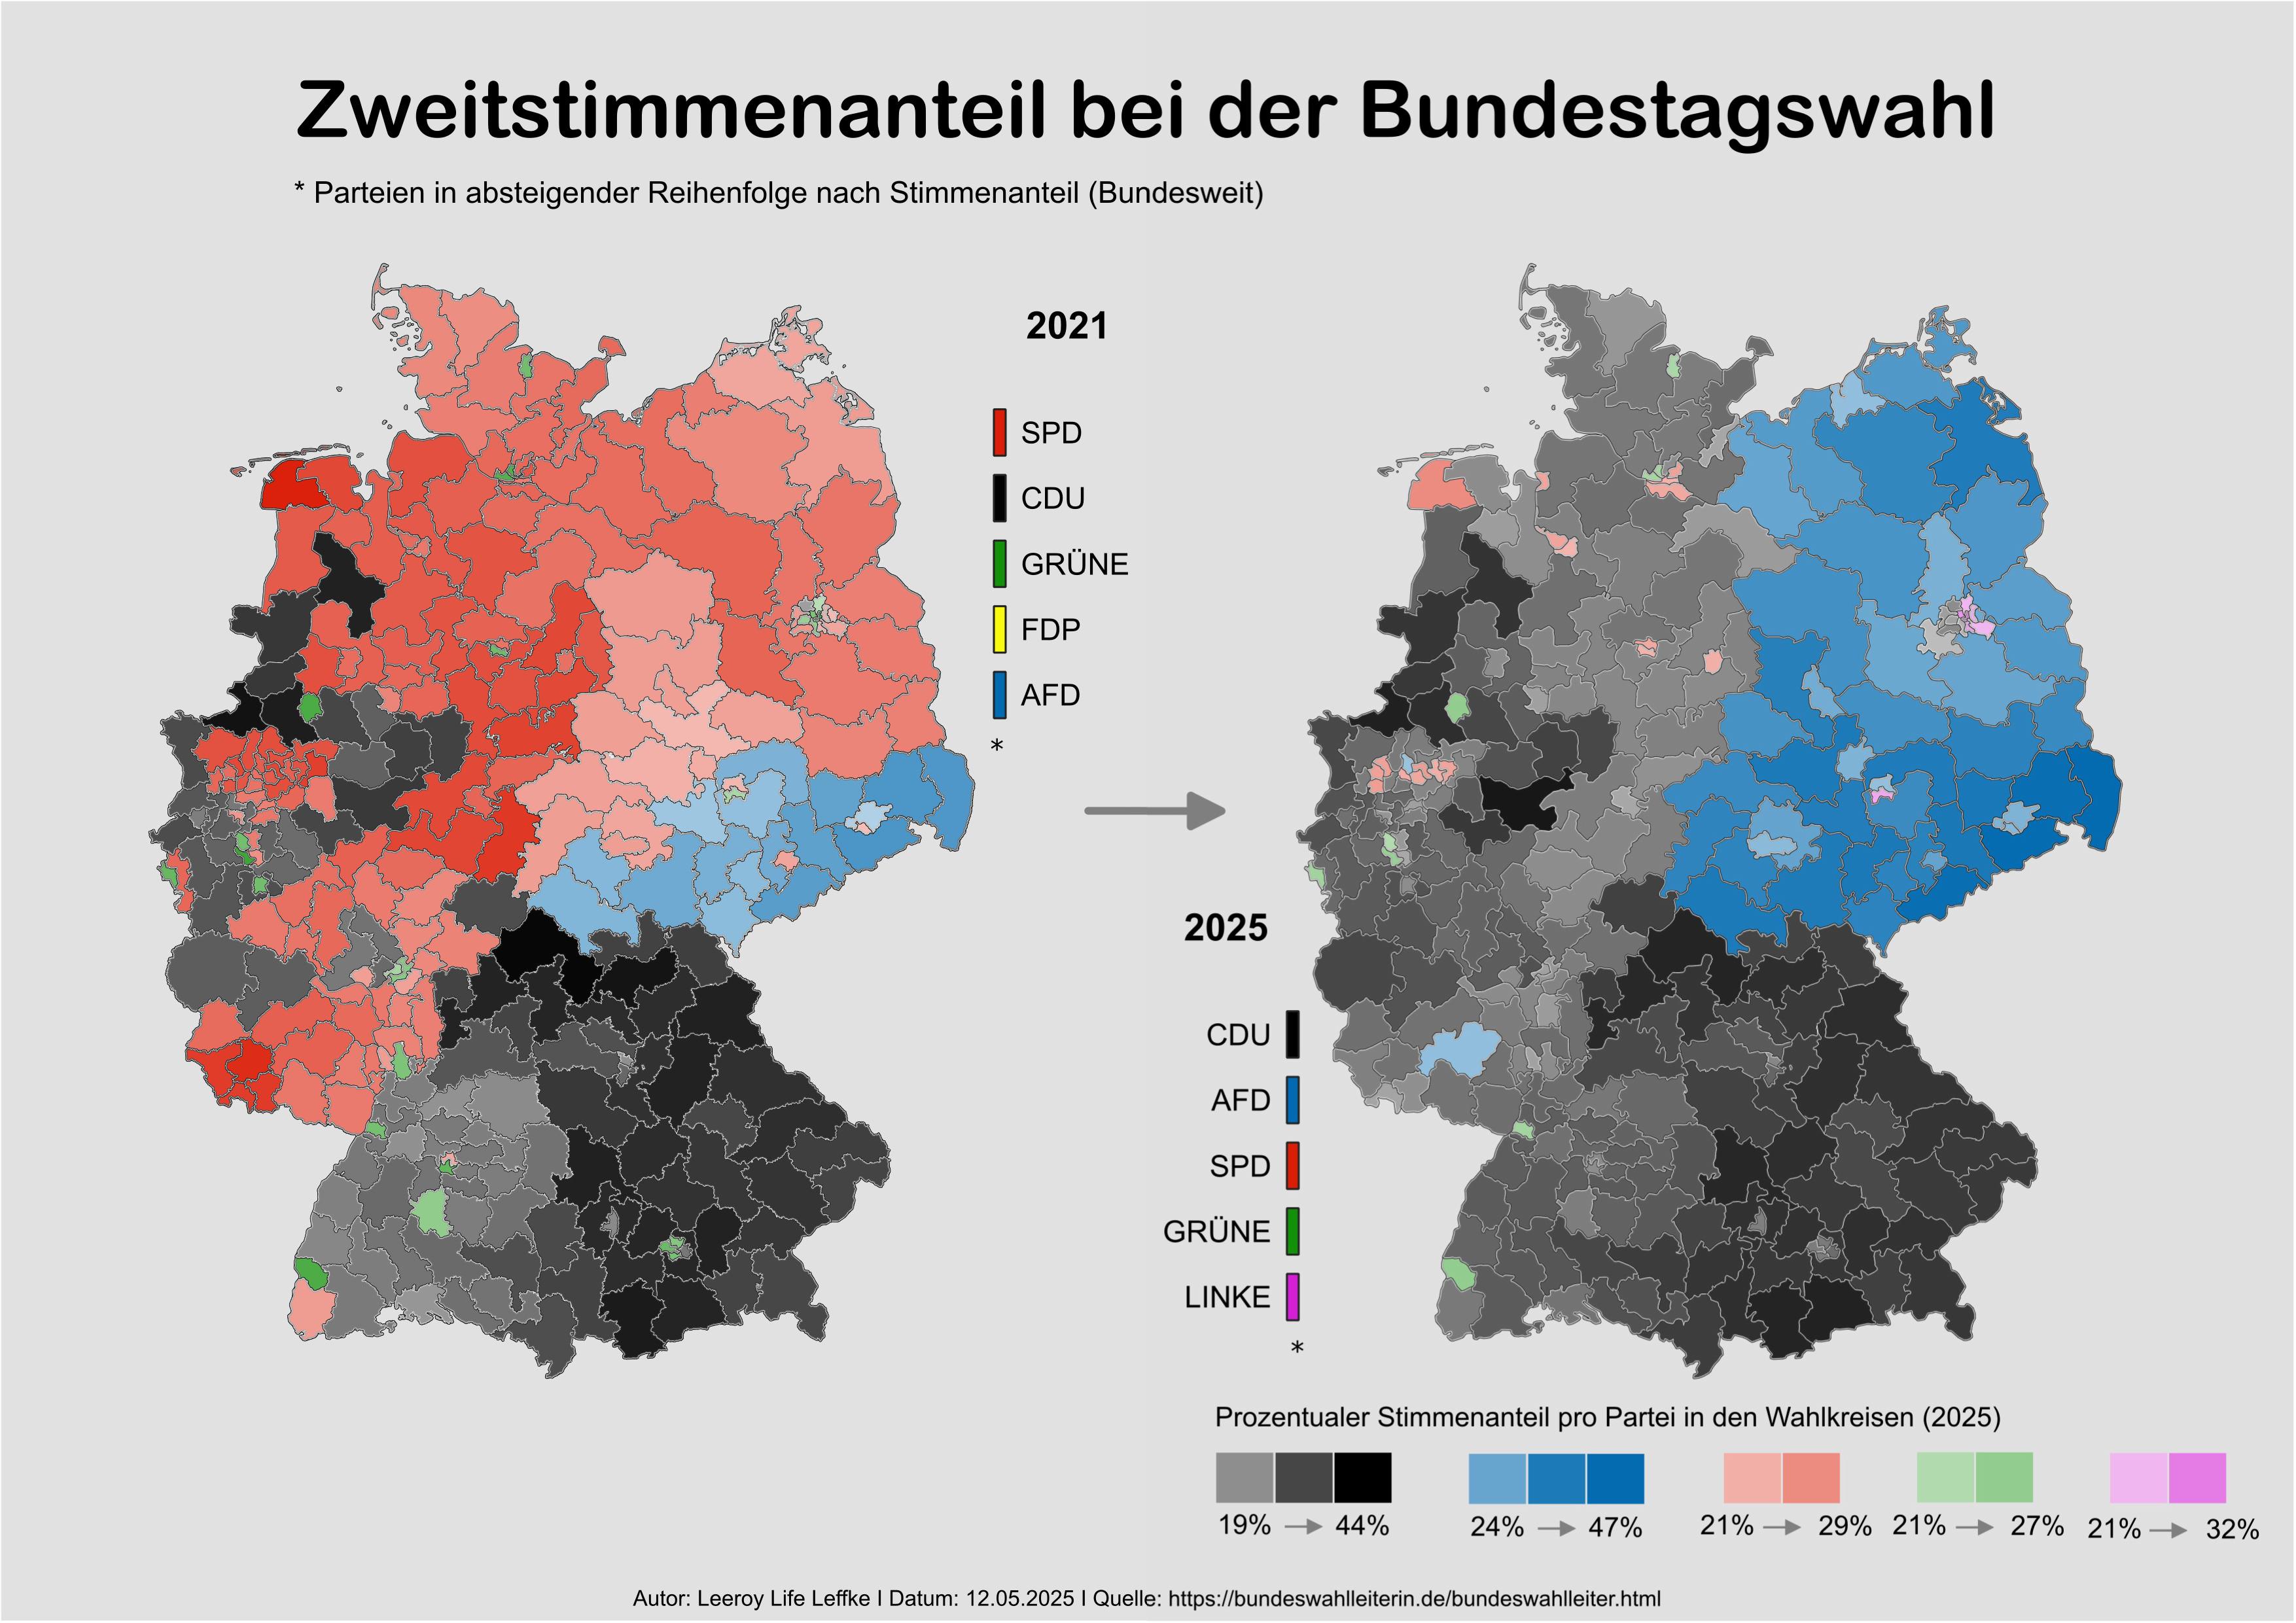 Zweitstimmenanteil bei der Bundestagswahl
* Parteien in absteigender Reihenfolge nach Stimmenanteil (Bundesweit)
2021
SPD
CDU
GRÜNE
FDP
AFD
*
2025
CDU
AFD
SPD
GRÜNE
LINKE
*
Prozentualer Stimmenanteil pro Partei in den Wahlkreisen (2025)
19% → 44% 24% → 47% 21% → 29% 21% → 27% 21% → 32%
Autor: Leeroy Life Leffke I Datum: 12.05.2025 I Quelle: https://bundeswahlleiterin.de/bundeswahlleiter.html